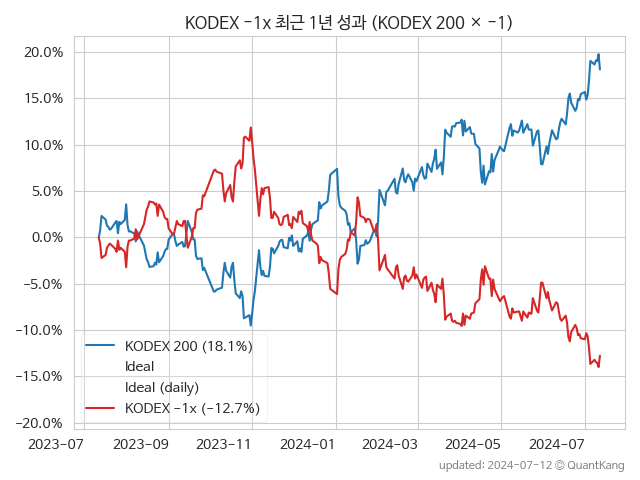 KODEX -1x 최근 1년 성과 (KODEX 200 × -1)
20.0%
15.0%
10.0%
5.0%
0.0%
-5.0%
-10.0%
-15.0%
-20.0%
KODEX 200 (18.1%)
Ideal
Ideal (daily)
KODEX -1x (-12.7%)
2023-07 2023-09 2023-11 2024-01 2024-03 2024-05 2024-07
updated: 2024-07-12 © QuantKang